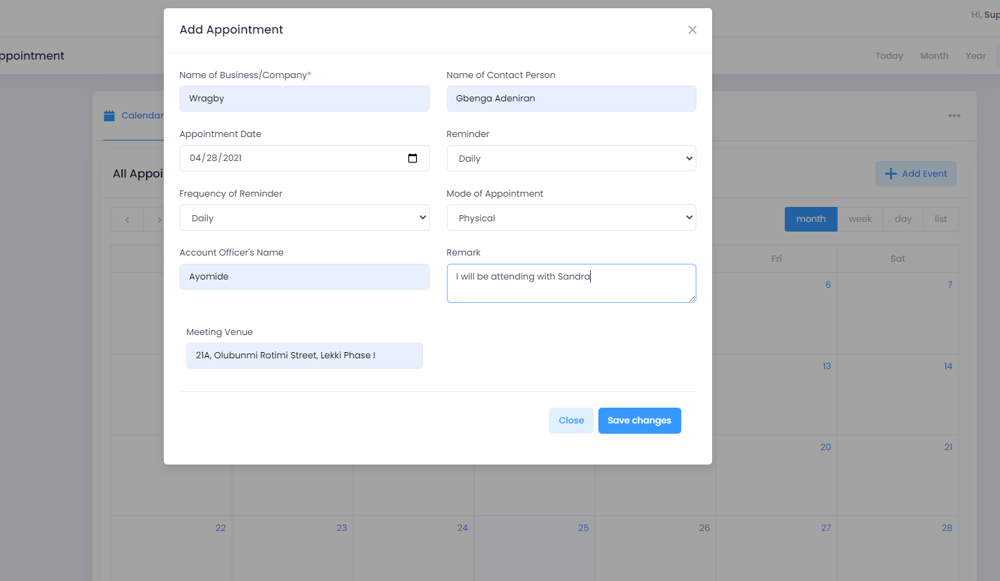 Hi, Sup
ppointment
Today Month Year
Add Appointment
Name of Business/Company*
Wragby
Name of Contact Person
Gbenga Adeniran
Appointment Date
04/28/2021
Reminder
Daily
Frequency of Reminder
Daily
Mode of Appointment
Physical
Account Officer's Name
Ayomide
Remark
I will be attending with Sandra
Meeting Venue
21A, Olubunmi Rotimi Street, Lekki Phase I
Close
Save changes
Calendar
All Appoi
Add Event
month week day list
Fri Sat
6 7
13 14
20 21
22 23 24 25 26 27 28